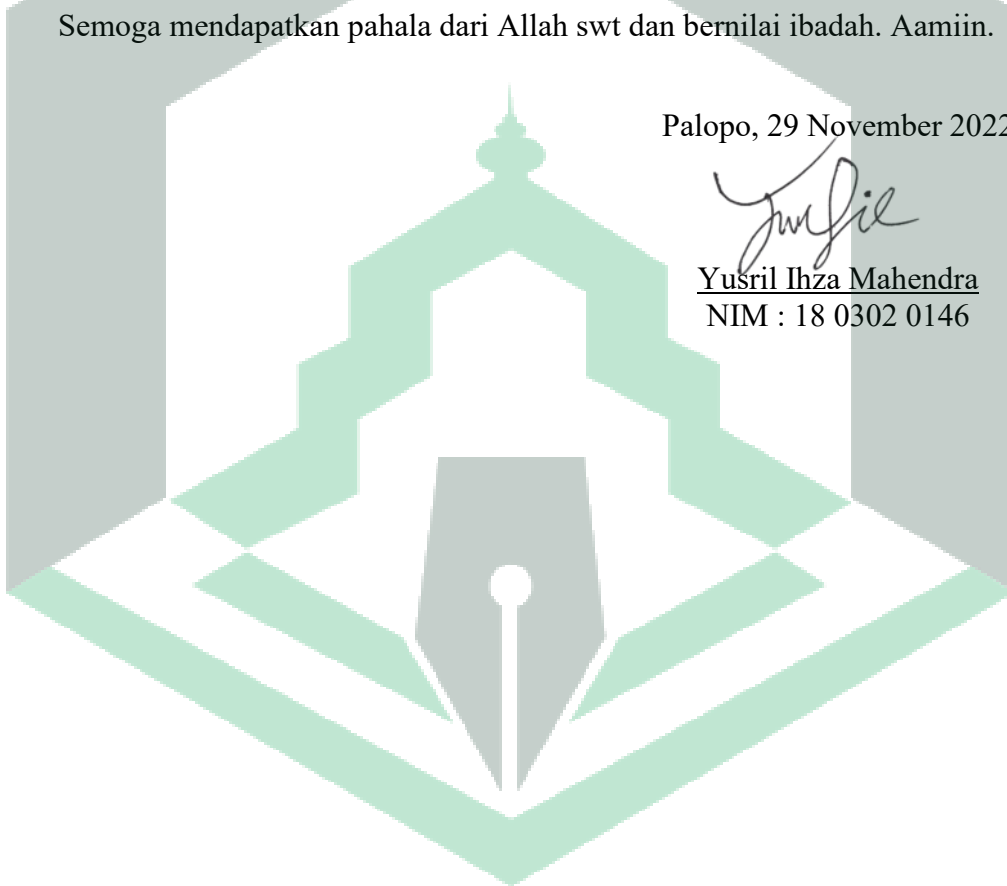 Semoga mendapatkan pahala dari Allah swt dan bernilai ibadah. Aamiin.
Palopo, 29 November 2022
Yusril Ihza Mahendra
NIM : 18 0302 0146